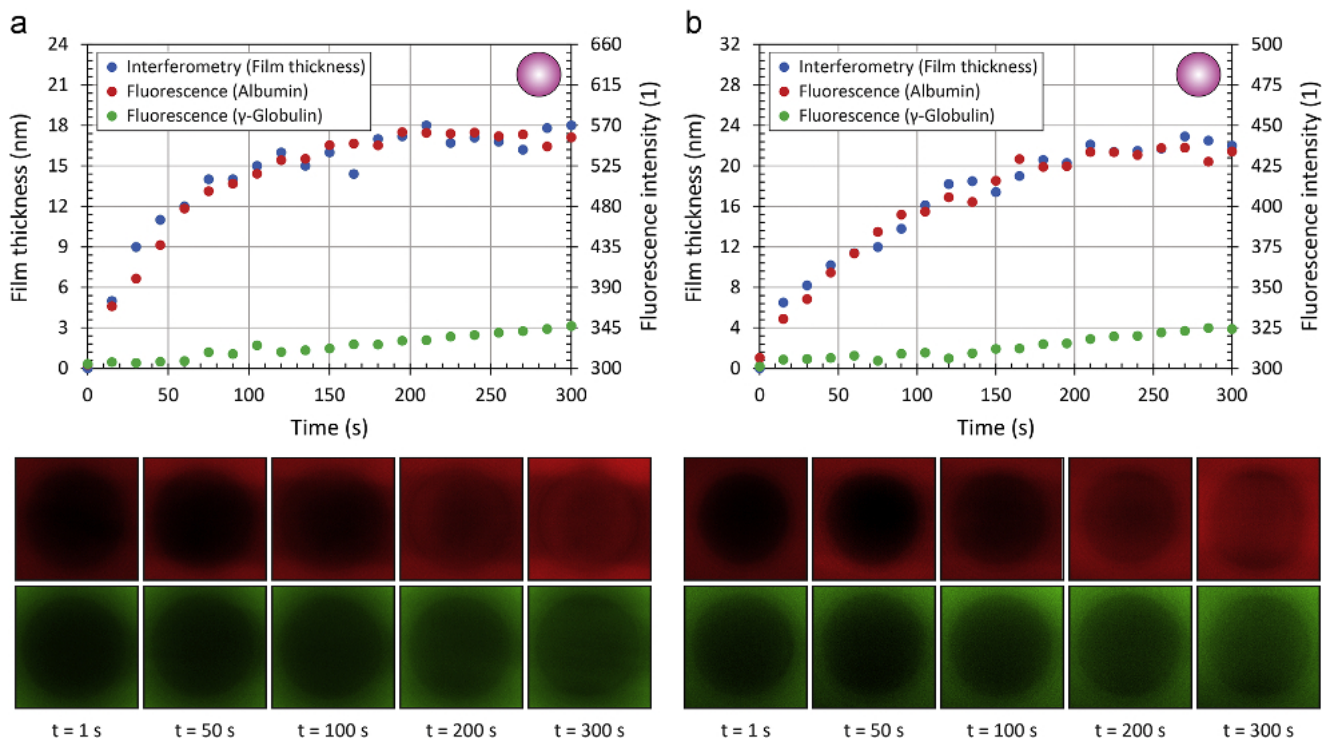 a
24
21
18
15
12
9
6
3
0
Film thickness (nm)
Interferometry (Film thickness)
Fluorescence (Albumin)
Fluorescence (γ-Globulin)
660
615
570
525
480
435
390
345
300
Fluorescence intensity (1)
0 50 100 150 200 250 300
Time (s)
b
32
28
24
20
16
12
8
4
0
Film thickness (nm)
Interferometry (Film thickness)
Fluorescence (Albumin)
Fluorescence (γ-Globulin)
500
475
450
425
400
375
350
325
300
Fluorescence intensity (1)
0 50 100 150 200 250 300
Time (s)
t = 1 s t = 50 s t = 100 s t = 200 s t = 300 s
t = 1 s t = 50 s t = 100 s t = 200 s t = 300 s